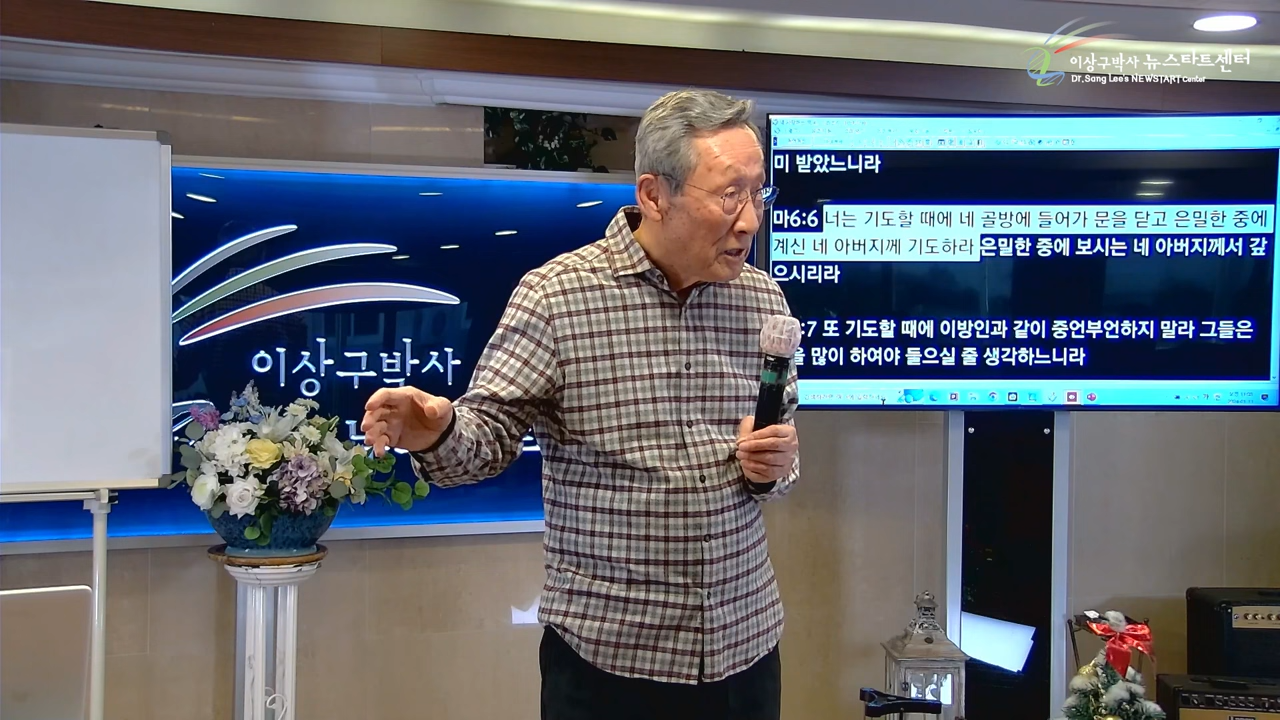 이상구박사 뉴스타트센터
Dr. Sang Lee's NEWSTART Center
미 받았느니라
마6:6 너는 기도할 때에 네 골방에 들어가 문을 닫고 은밀한 중에
계신 네 아버지께 기도하라 은밀한 중에 보시는 네 아버지께서 갚
으시리라
:7 또 기도할 때에 이방인과 같이 중언부언하지 말라 그들은
많이 하여야 들으실 줄 생각하느니라
이상구박사